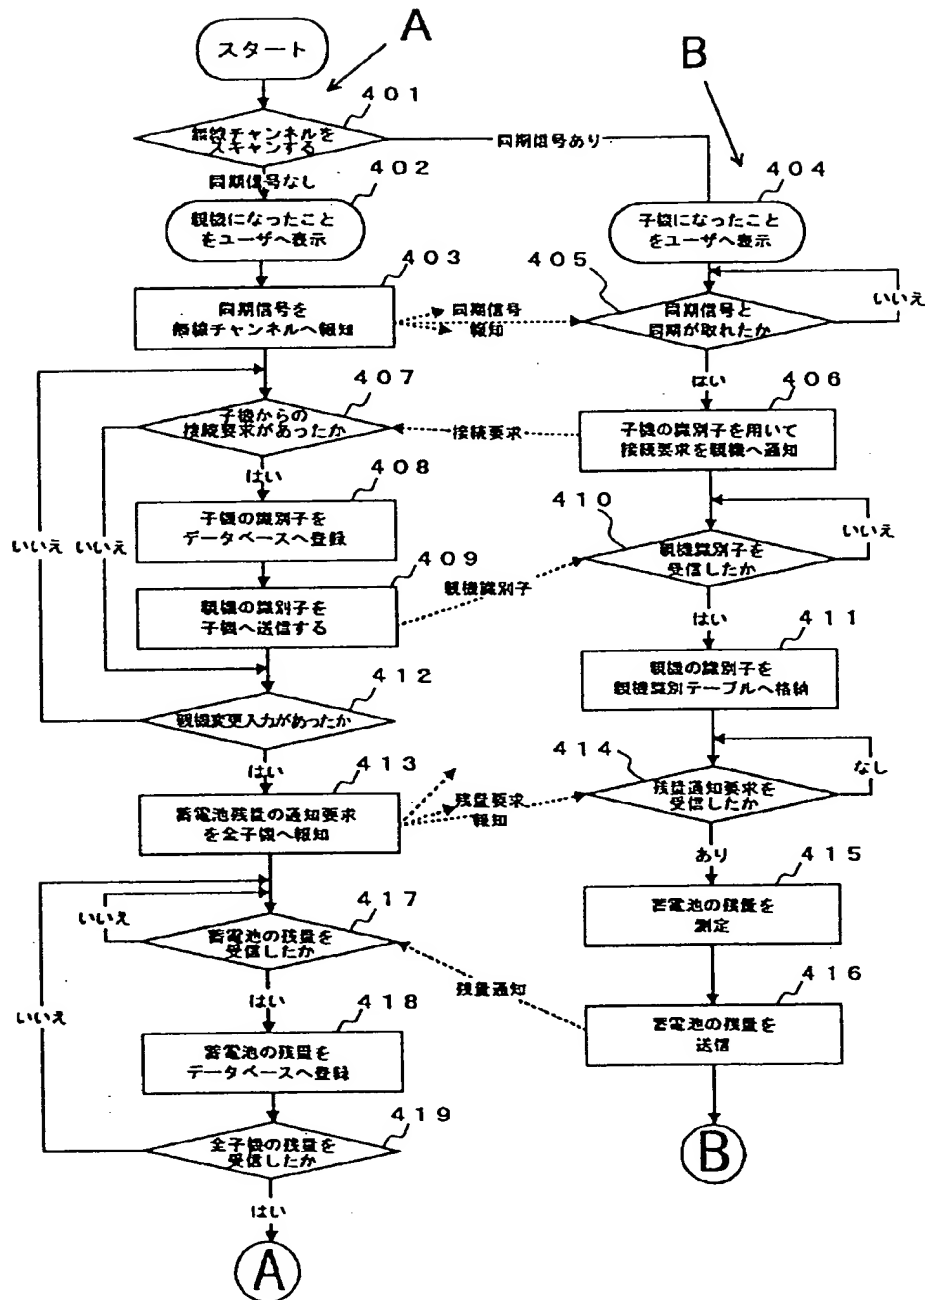 スタート
A
B
401
無線チャンネルを
スキャンする
同期信号あり
同期信号なし
402
親機になったこと
をユーザへ表示
404
子機になったこと
をユーザへ表示
403
同期信号を
無線チャンネルへ報知
同期信号
報知
405
同期信号と
同期が取れたか
いいえ
はい
407
子機からの
接続要求があったか
接続要求
406
子機の識別子を用いて
接続要求を親機へ通知
はい
408
子機の識別子を
データベースへ登録
いいえ
いいえ
410
親機識別子を
受信したか
いいえ
409
親機の識別子を
子機へ送信する
親機識別子
はい
411
親機の識別子を
親機識別テーブルへ格納
412
親機変更入力があったか
はい
413
蓄電池残量の通知要求
を全子機へ報知
残量要求
報知
414
残量通知要求を
受信したか
なし
あり
415
蓄電池の残量を
測定
417
蓄電池の残量を
受信したか
いいえ
はい
残量通知
416
蓄電池の残量を
送信
いいえ
418
蓄電池の残量を
データベースへ登録
419
全子機の残量を
受信したか
はい
A
B